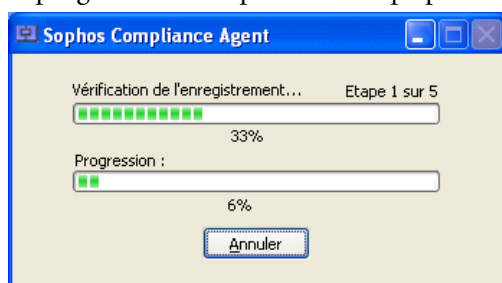 Sophos Compliance Agent
Vérification de l'enregistrement... Etape 1 sur 5
33%
Progression :
6%
Annuler